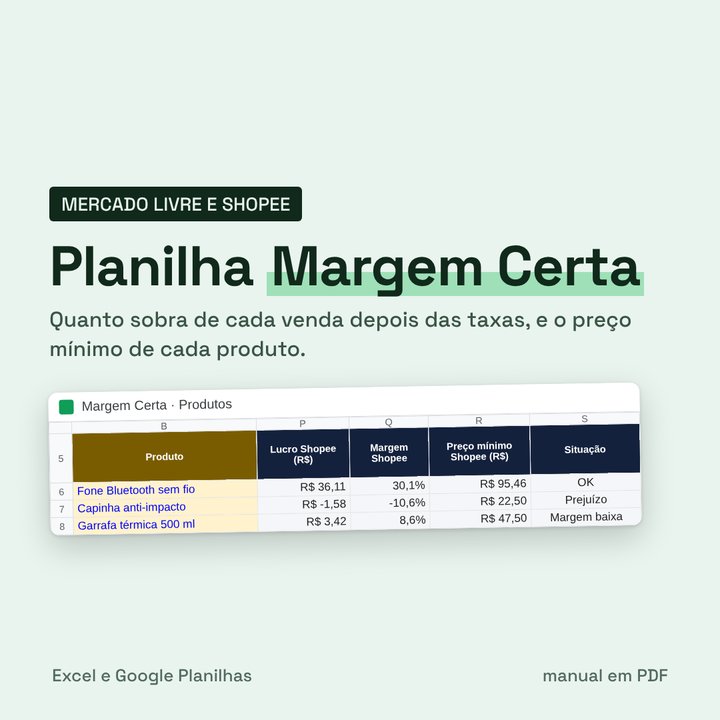 MERCADO LIVRE E SHOPEE
Planilha Margem Certa
Quanto sobra de cada venda depois das taxas, e o preço
mínimo de cada produto.
Margem Certa · Produtos
B P Q R S
5 Produto Lucro Shopee (R$) Margem Shopee Preço mínimo Shopee (R$) Situação
6 Fone Bluetooth sem fio R$ 36,11 30,1% R$ 95,46 OK
7 Capinha anti-impacto R$ -1,58 -10,6% R$ 22,50 Prejuízo
8 Garrafa térmica 500 ml R$ 3,42 8,6% R$ 47,50 Margem baixa
Excel e Google Planilhas manual em PDF